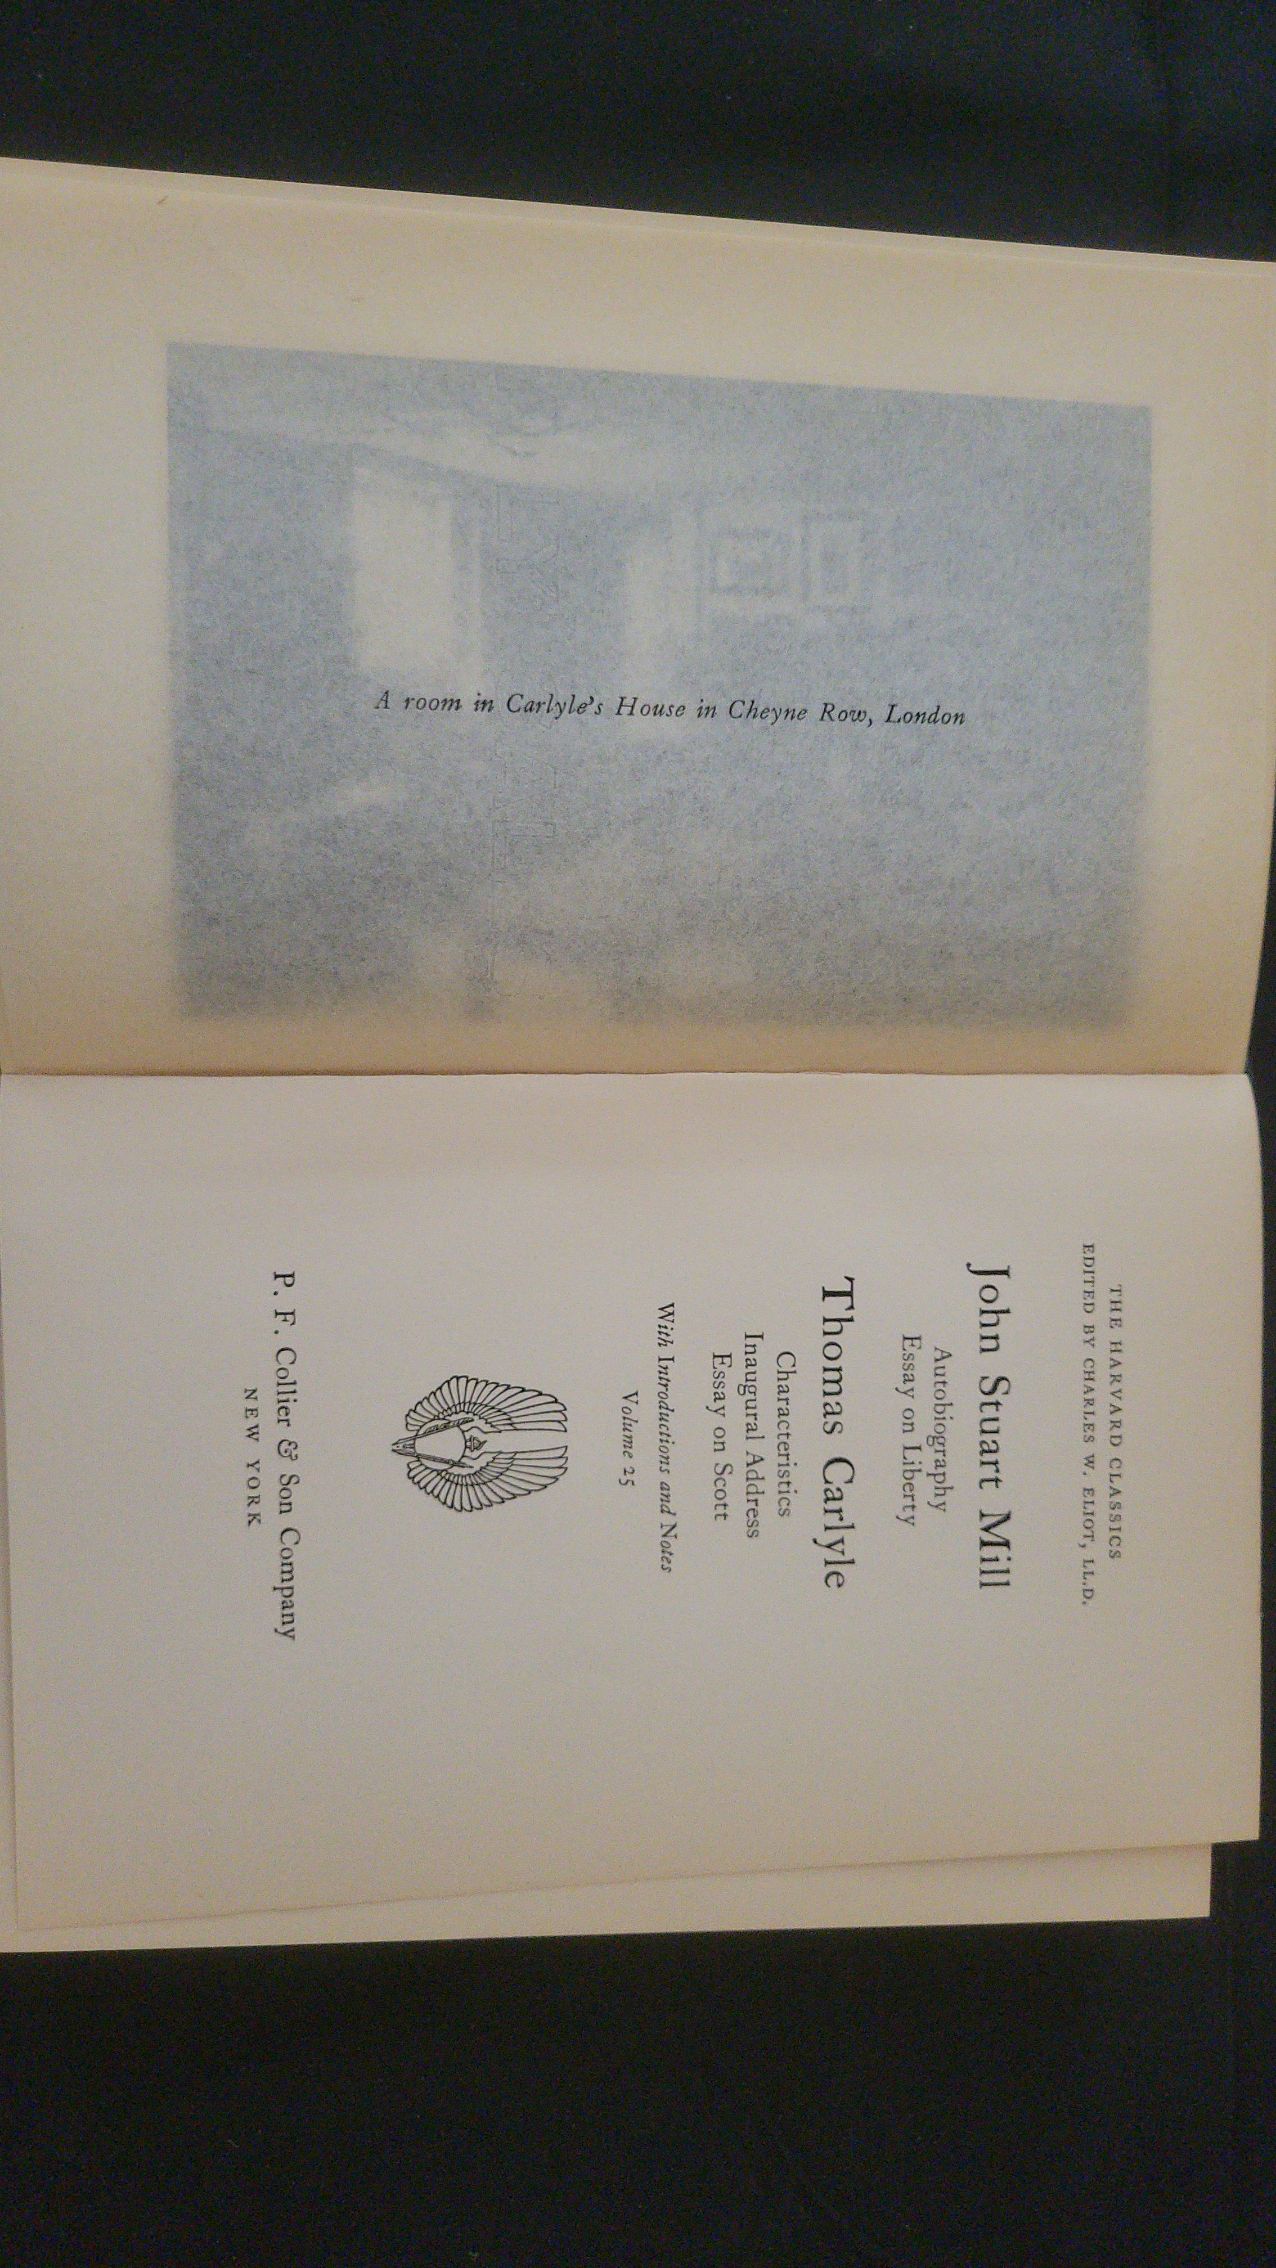 A room in Carlyle's House in Cheyne Row, London
THE HARVARD CLASSICS
EDITED BY CHARLES W. ELIOT, LL.D.
John Stuart Mill
Autobiography
Essay on Liberty
Thomas Carlyle
Characteristics
Inaugural Address
Essay on Scott
With Introductions and Notes
Volume 25
P. F. Collier & Son Company
NEW YORK